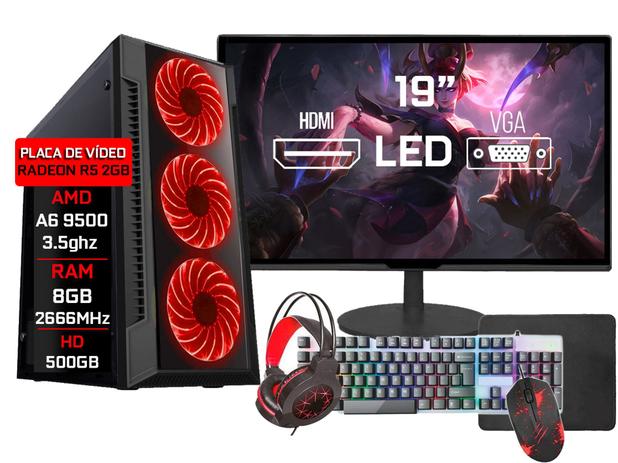 PLACA DE VÍDEO
RADEON R5 2GB
AMD
A6 9500
3.5ghz
RAM
8GB
2666MHz
HD
500GB
19”
HDMI
VGA
LED